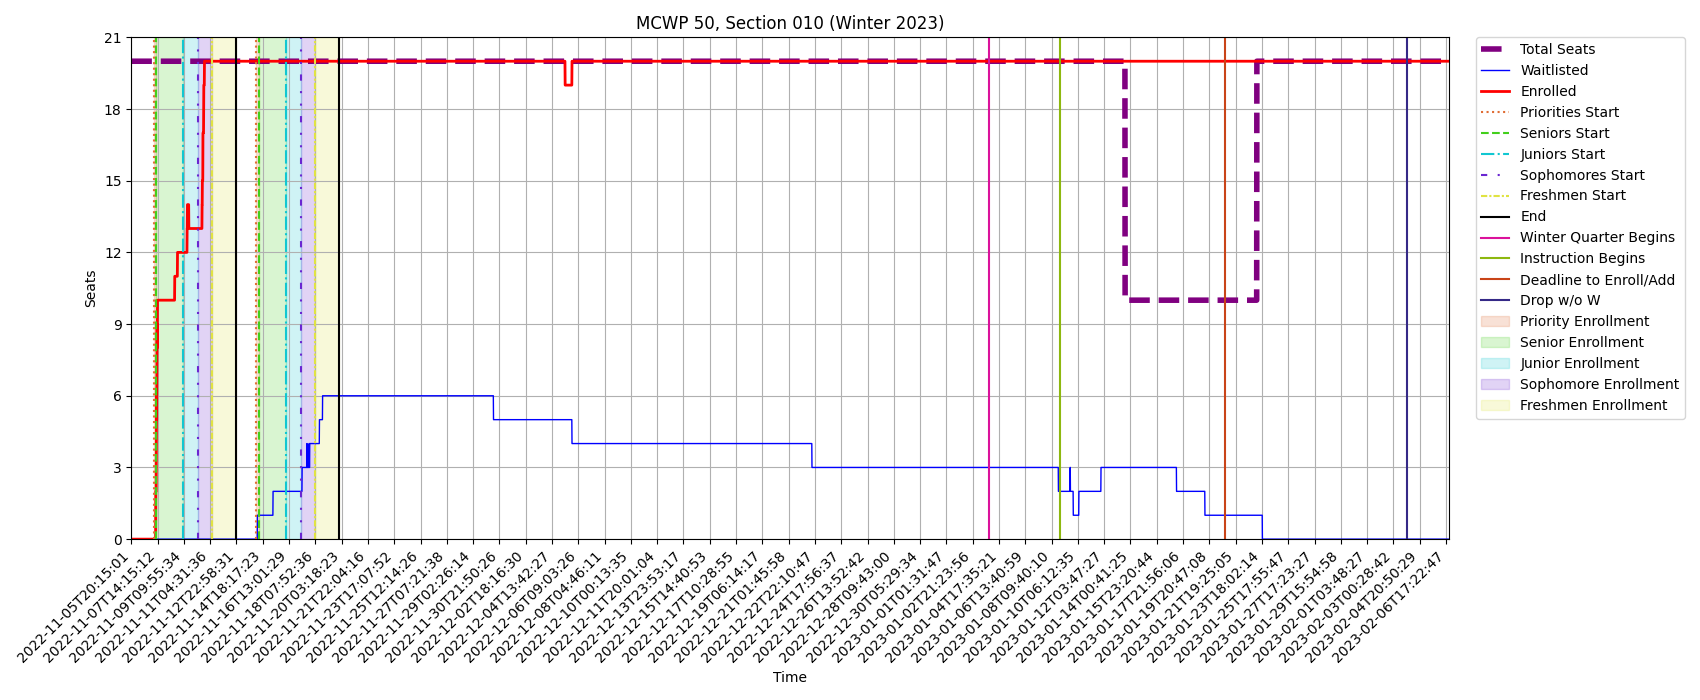 MCWP 50, Section 010 (Winter 2023)
21
18
15
12
9
6
3
0
Seats
2022-11-05T20:15:01
2022-11-07T14:15:12
2022-11-09T09:55:34
2022-11-11T04:31:36
2022-11-12T22:58:31
2022-11-14T18:17:23
2022-11-16T13:01:29
2022-11-18T07:52:36
2022-11-20T03:18:23
2022-11-21T22:04:16
2022-11-23T17:07:52
2022-11-25T12:14:26
2022-11-27T07:21:38
2022-11-29T02:26:14
2022-11-30T21:50:26
2022-12-02T18:16:30
2022-12-04T13:42:27
2022-12-06T09:03:26
2022-12-08T04:46:11
2022-12-10T00:13:35
2022-12-11T20:01:04
2022-12-13T23:53:17
2022-12-15T14:40:53
2022-12-17T10:28:55
2022-12-19T06:14:17
2022-12-21T01:45:58
2022-12-22T22:10:47
2022-12-24T17:56:37
2022-12-26T13:52:42
2022-12-28T09:43:00
2022-12-30T05:29:34
2023-01-01T01:31:47
2023-01-02T21:23:56
2023-01-04T17:35:21
2023-01-06T13:40:59
2023-01-08T09:40:10
2023-01-10T06:12:35
2023-01-12T03:47:27
2023-01-14T00:41:25
2023-01-15T23:20:44
2023-01-17T21:56:06
2023-01-19T20:47:08
2023-01-21T19:25:05
2023-01-23T18:02:14
2023-01-25T17:55:47
2023-01-27T17:23:27
2023-01-29T15:54:58
2023-02-01T03:48:27
2023-02-03T00:28:42
2023-02-04T20:50:29
2023-02-06T17:22:47
Time
Total Seats
Waitlisted
Enrolled
Priorities Start
Seniors Start
Juniors Start
Sophomores Start
Freshmen Start
End
Winter Quarter Begins
Instruction Begins
Deadline to Enroll/Add
Drop w/o W
Priority Enrollment
Senior Enrollment
Junior Enrollment
Sophomore Enrollment
Freshmen Enrollment